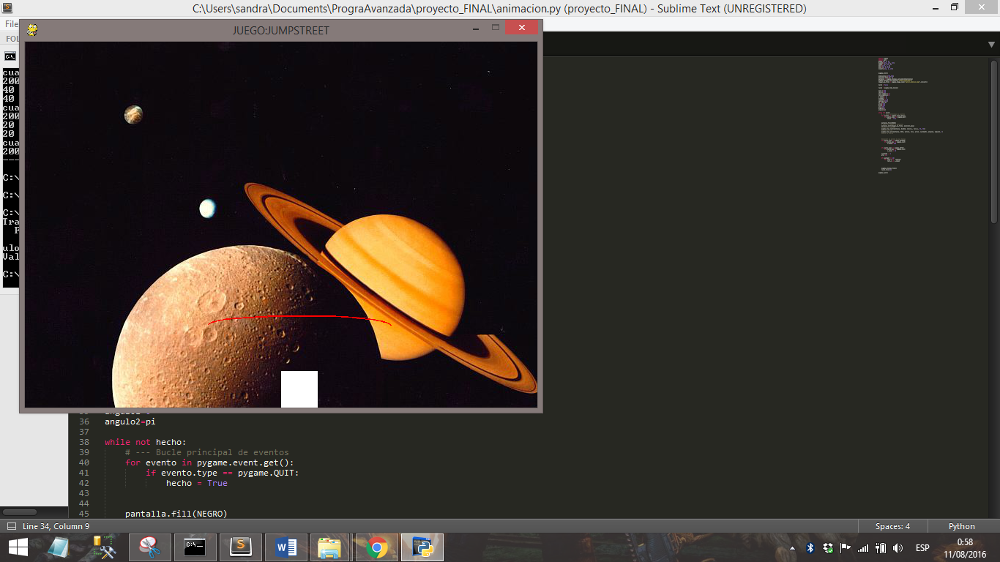 C:\Users\sandra\Documents\PrograAvanzada\proyecto_FINAL\animacion.py (proyecto_FINAL) - Sublime Text (UNREGISTERED)
File
FOL
JUEGO:JUMPSTREET
cua
200
40
40
cua
200
20
20
cua
200
---
C:\
C:\
C:\
Tra
F
ulo
Val
C:\
36 angulo2=pi
37
38 while not hecho:
39 # --- Bucle principal de eventos
40 for evento in pygame.event.get():
41 if evento.type == pygame.QUIT:
42 hecho = True
43
44
45 pantalla.fill(NEGRO)
Line 34, Column 9
Spaces: 4
Python
ESP
0:58
11/08/2016